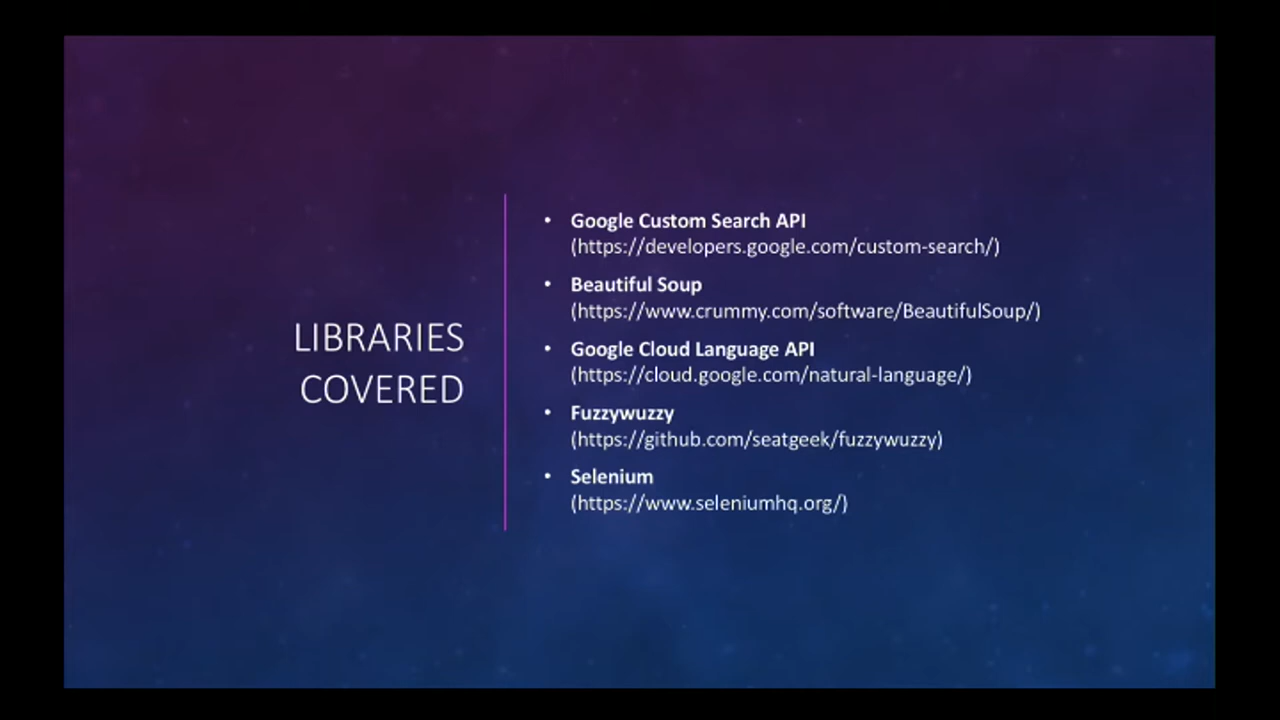 LIBRARIES
COVERED
• Google Custom Search API
(https://developers.google.com/custom-search/)
• Beautiful Soup
(https://www.crummy.com/software/BeautifulSoup/)
• Google Cloud Language API
(https://cloud.google.com/natural-language/)
• Fuzzywuzzy
(https://github.com/seatgeek/fuzzywuzzy)
• Selenium
(https://www.seleniumhq.org/)